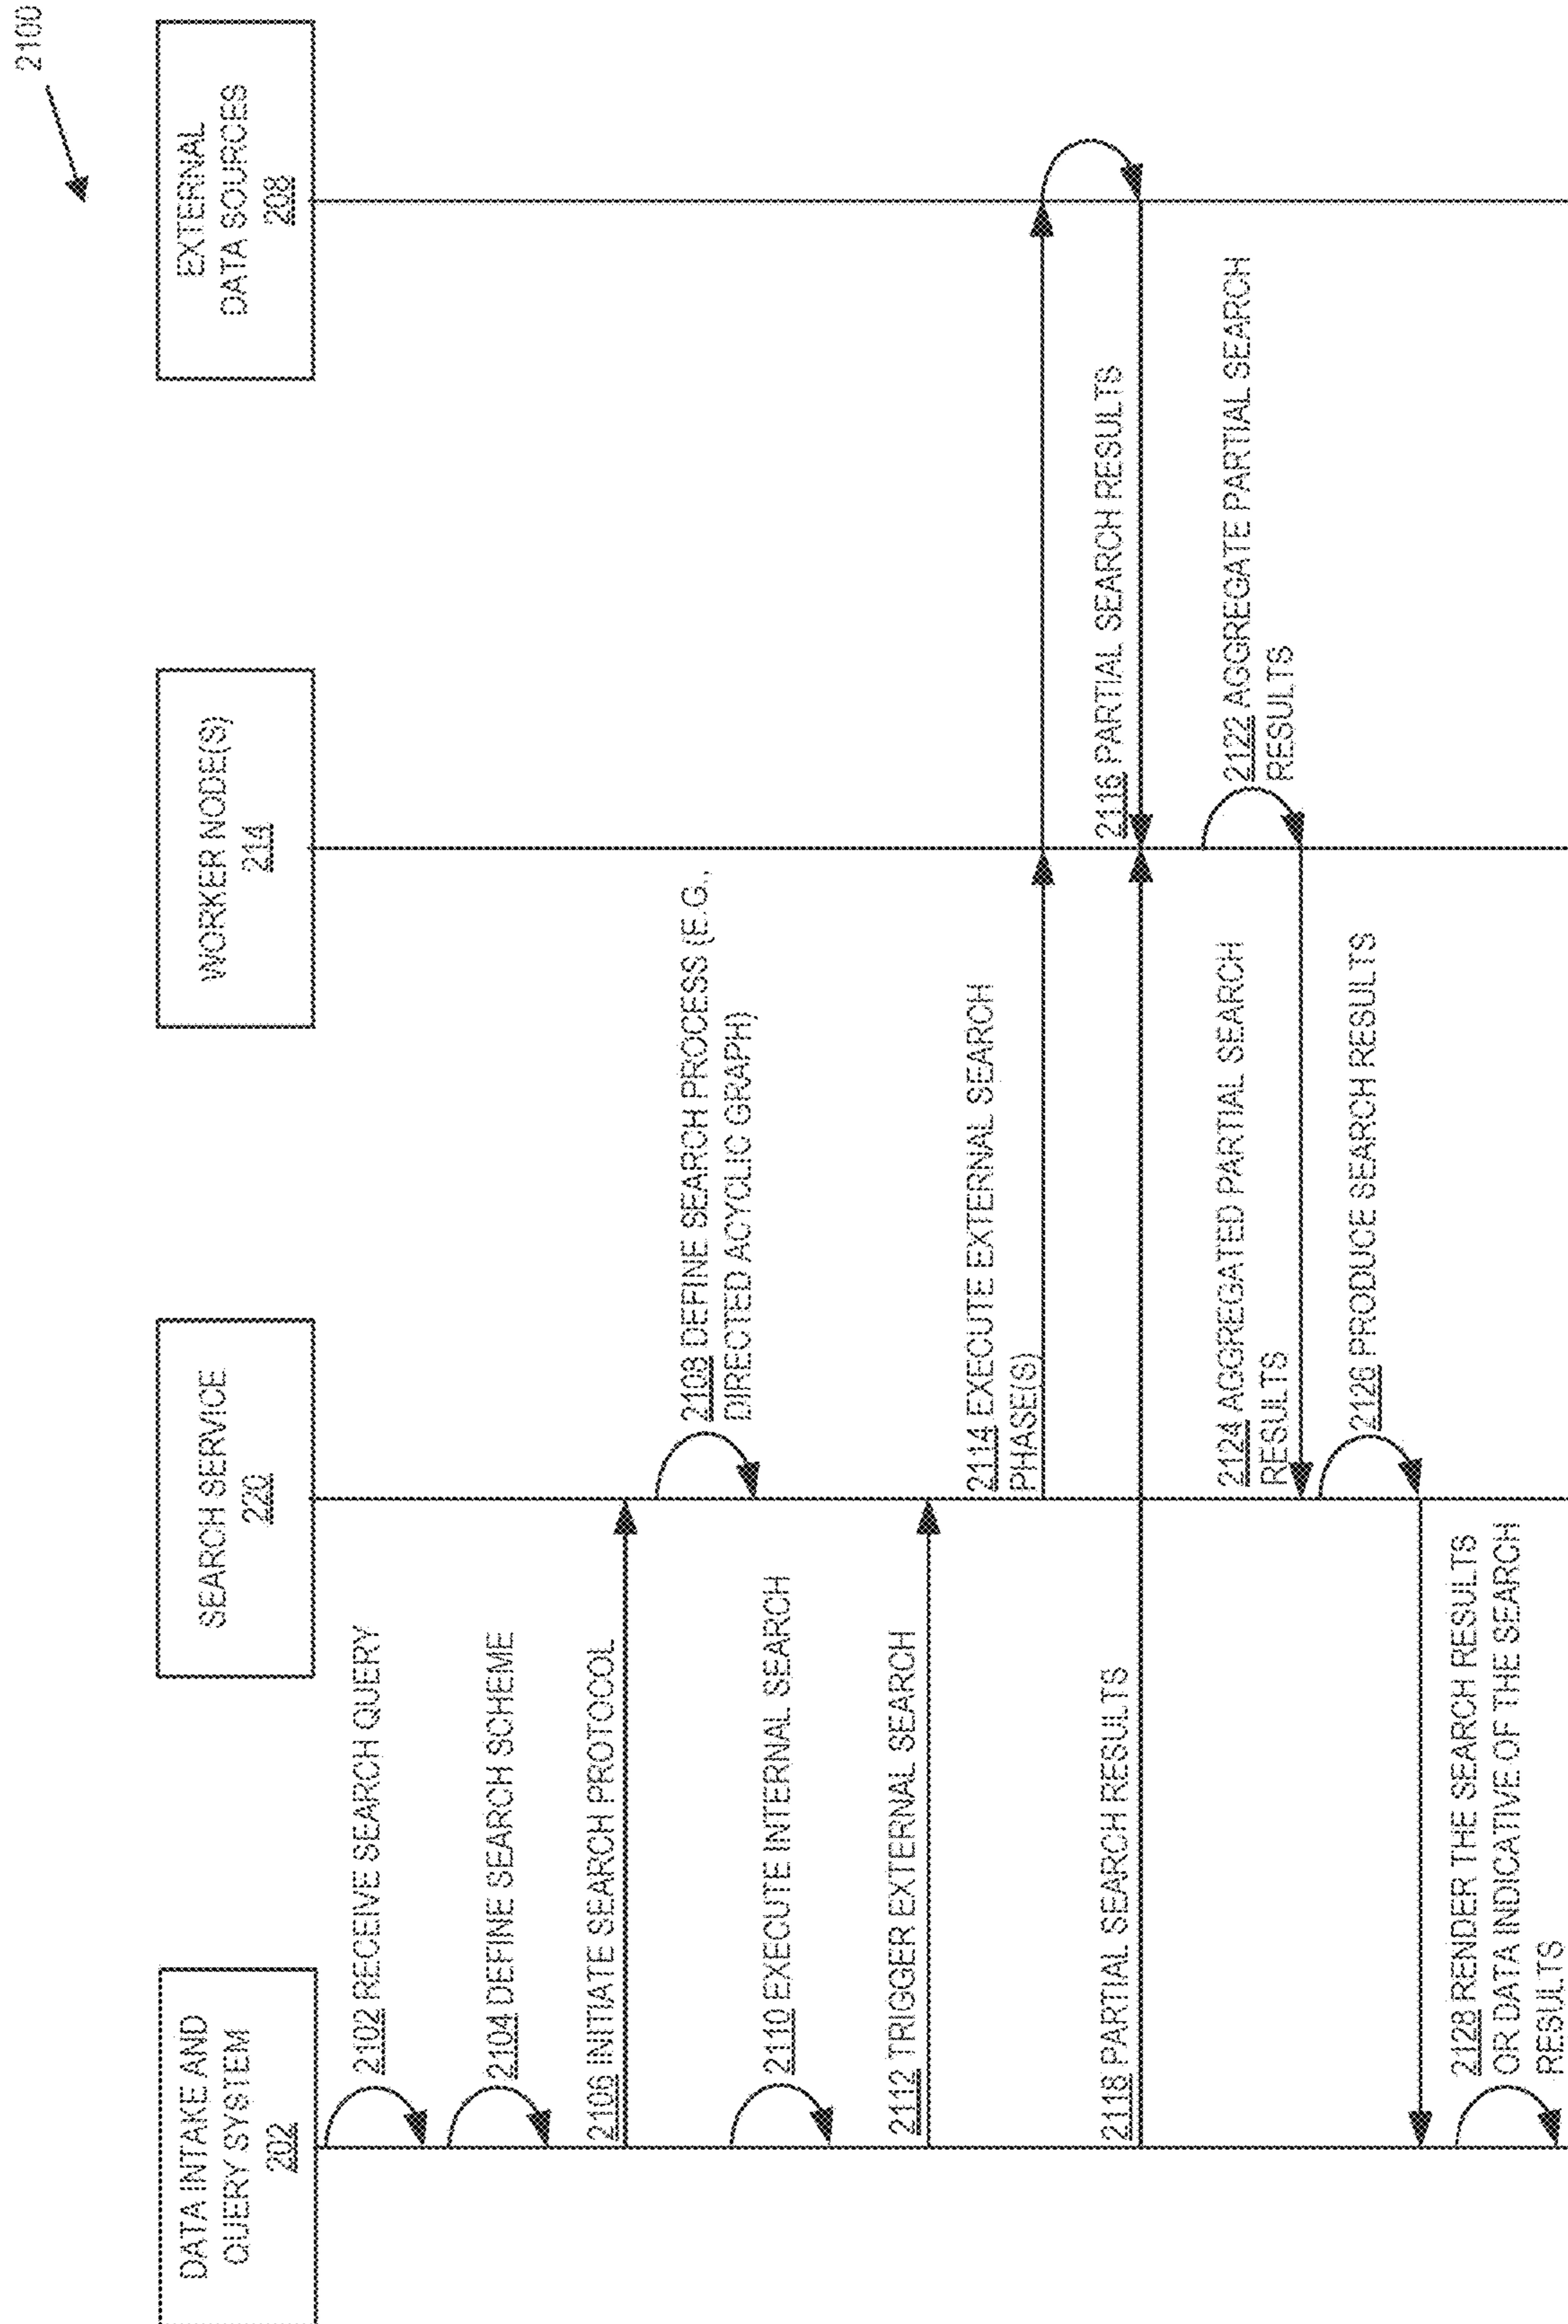 2100
DATA INTAKE AND
QUERY SYSTEM
202
SEARCH SERVICE
220
WORKER NODE(S)
214
EXTERNAL
DATA SOURCES
208
2102 RECEIVE SEARCH QUERY
2104 DEFINE SEARCH SCHEME
2106 INITIATE SEARCH PROTOCOL
2108 DEFINE SEARCH PROCESS (E.G.,
DIRECTED ACYCLIC GRAPH)
2110 EXECUTE INTERNAL SEARCH
2112 TRIGGER EXTERNAL SEARCH
2114 EXECUTE EXTERNAL SEARCH
PHASE(S)
2116 PARTIAL SEARCH RESULTS
2118 PARTIAL SEARCH RESULTS
2122 AGGREGATE PARTIAL SEARCH
RESULTS
2124 AGGREGATED PARTIAL SEARCH
RESULTS
2126 PRODUCE SEARCH RESULTS
2128 RENDER THE SEARCH RESULTS
OR DATA INDICATIVE OF THE SEARCH
RESULTS